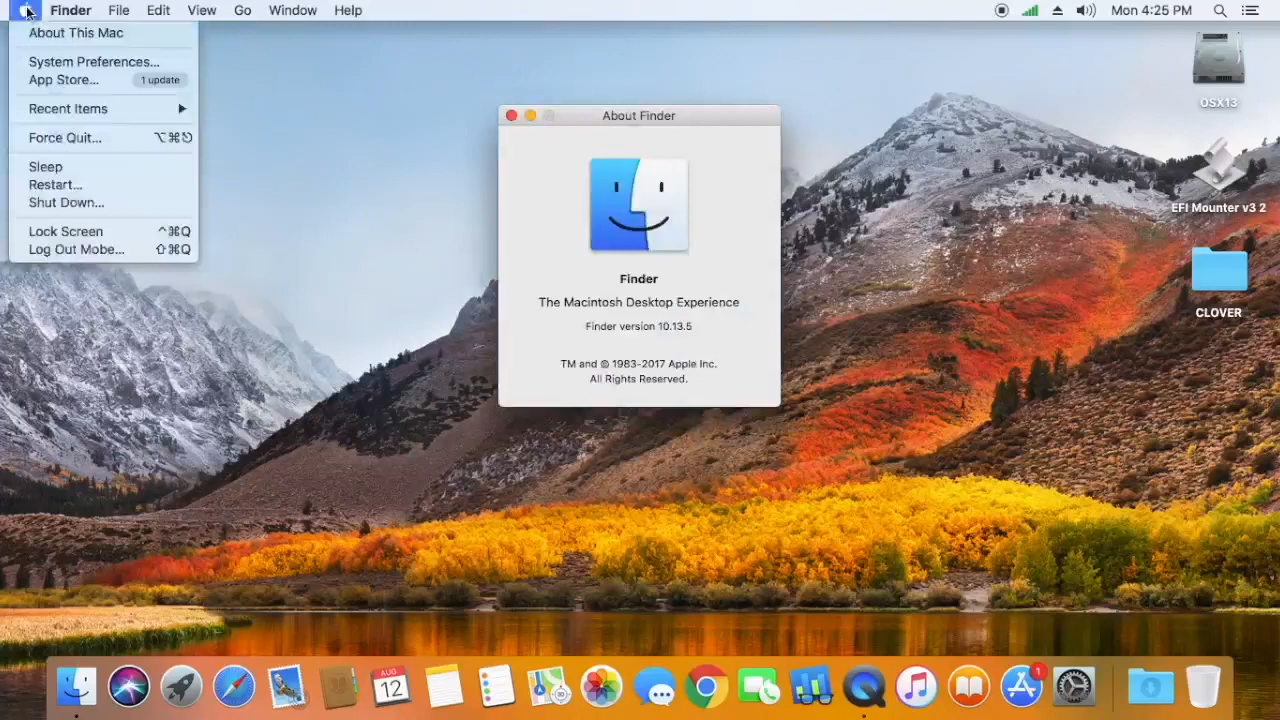 Finder File Edit View Go Window Help Mon 4:25 PM
About This Mac
System Preferences...
App Store... 1 update
Recent Items
Force Quit... ⌥⌘⎋
Sleep
Restart...
Shut Down...
Lock Screen ^⌘Q
Log Out Mobe... ⇧⌘Q
About Finder
Finder
The Macintosh Desktop Experience
Finder version 10.13.5
TM and © 1983-2017 Apple Inc.
All Rights Reserved.
OSX13
EFI Mounter v3 2
CLOVER
AUG
12
1